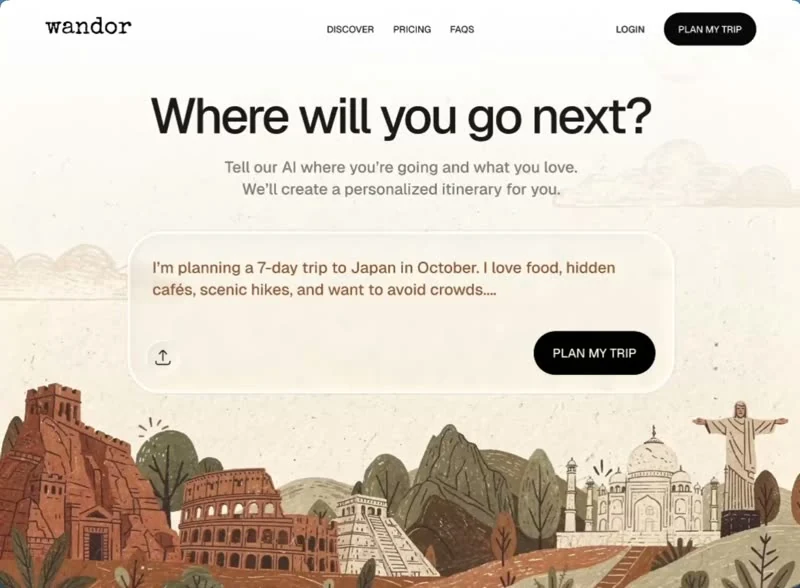 wandor
DISCOVER
PRICING
FAQS
LOGIN
PLAN MY TRIP
Where will you go next?
Tell our AI where you’re going and what you love.
We’ll create a personalized itinerary for you.
I’m planning a 7-day trip to Japan in October. I love food, hidden
cafés, scenic hikes, and want to avoid crowds....
PLAN MY TRIP